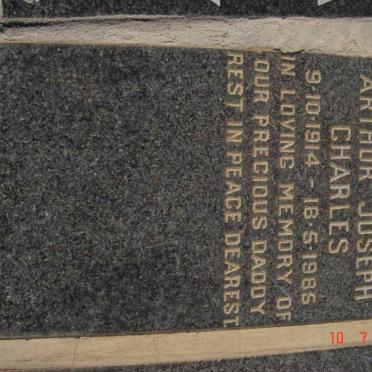 ARTHUR JOSEPH
CHARLES
9·10·1914 - 18·5·1985
IN LOVING MEMORY OF
OUR PRECIOUS DADDY
REST IN PEACE DEAREST
10 7